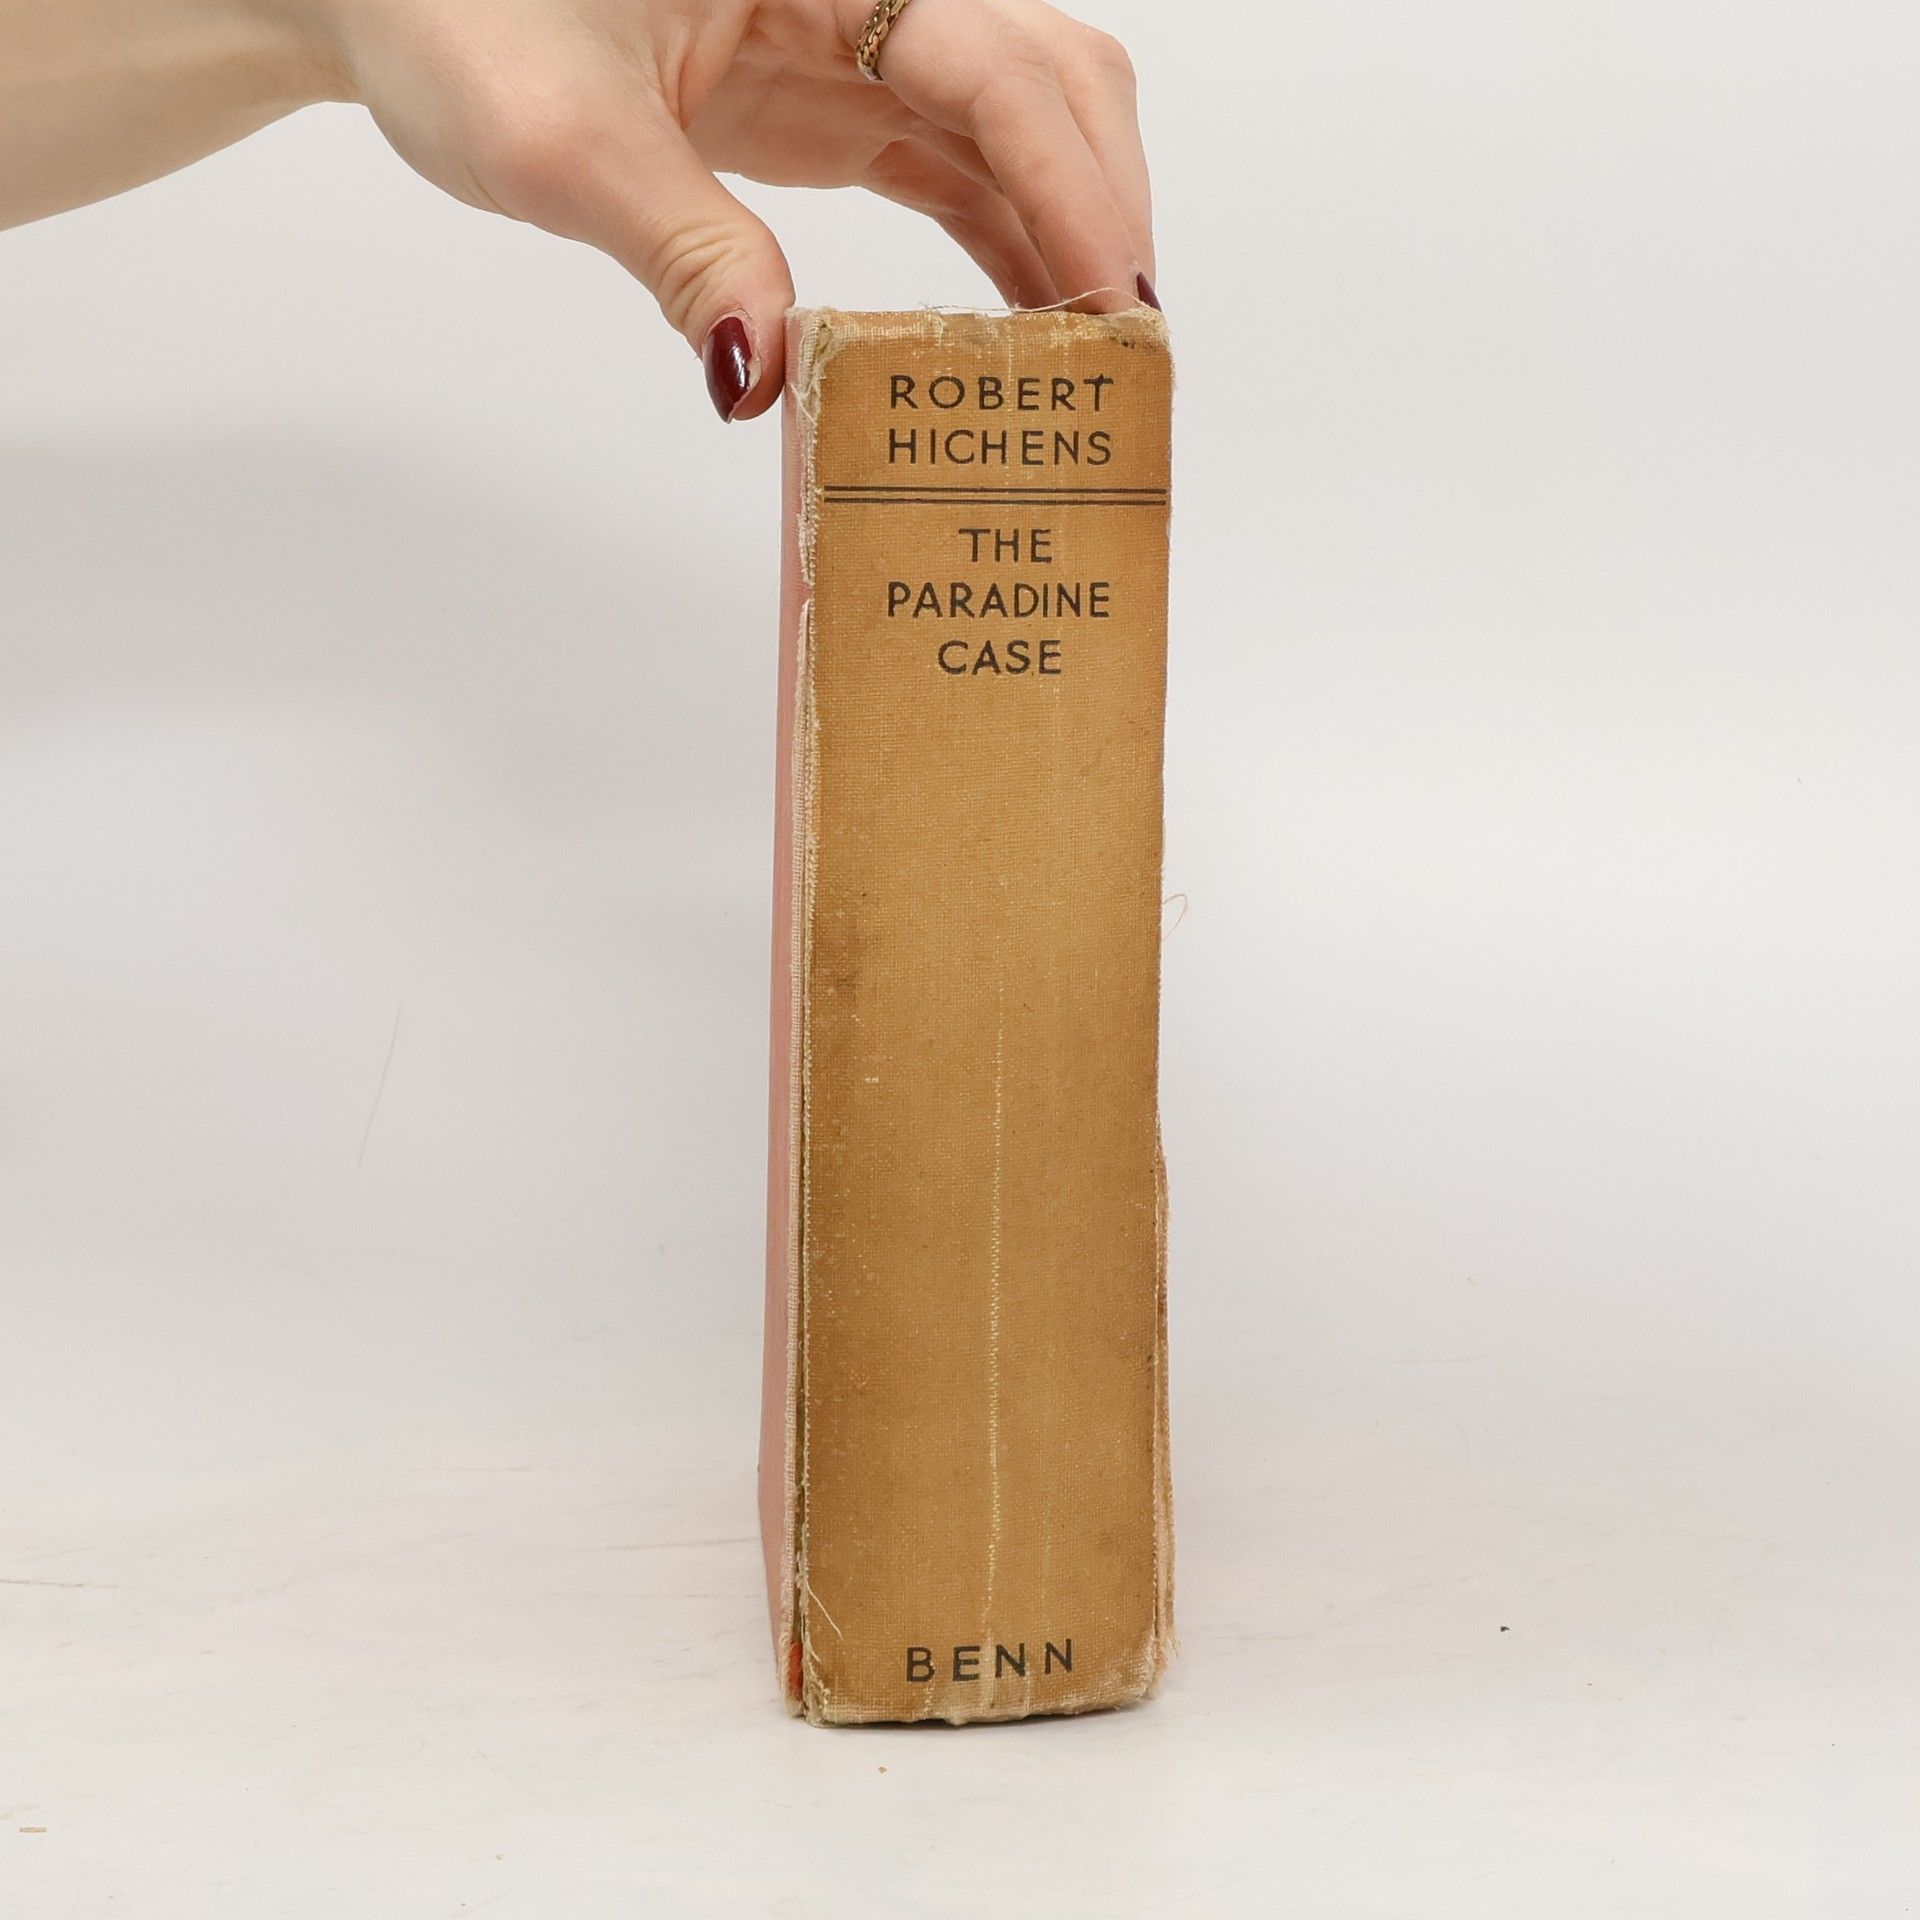 ROBERT
HICHENS
THE
PARADINE
CASE
BENN